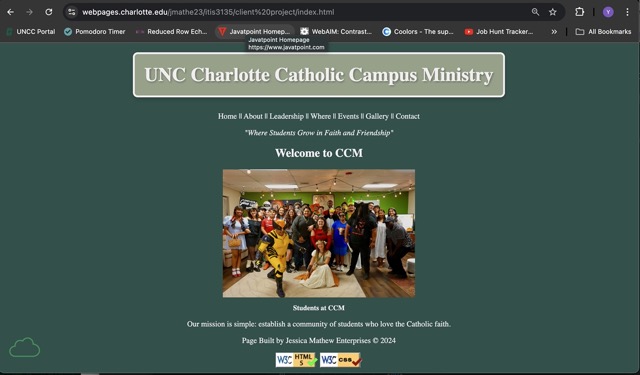 webpages.charlotte.edu/jmathe23/itis3135/client%20project/index.html
Y
UNCC Portal Pomodoro Timer Reduced Row Ech... Javatpoint Homep... WebAIM: Contrast... Coolors - The sup... Job Hunt Tracker... » All Bookmarks
Javatpoint Homepage
https://www.javatpoint.com
UNC Charlotte Catholic Campus Ministry
Home || About || Leadership || Where || Events || Gallery || Contact
"Where Students Grow in Faith and Friendship"
Welcome to CCM
Students at CCM
Our mission is simple: establish a community of students who love the Catholic faith.
Page Built by Jessica Mathew Enterprises © 2024
W3C HTML 5 W3C css